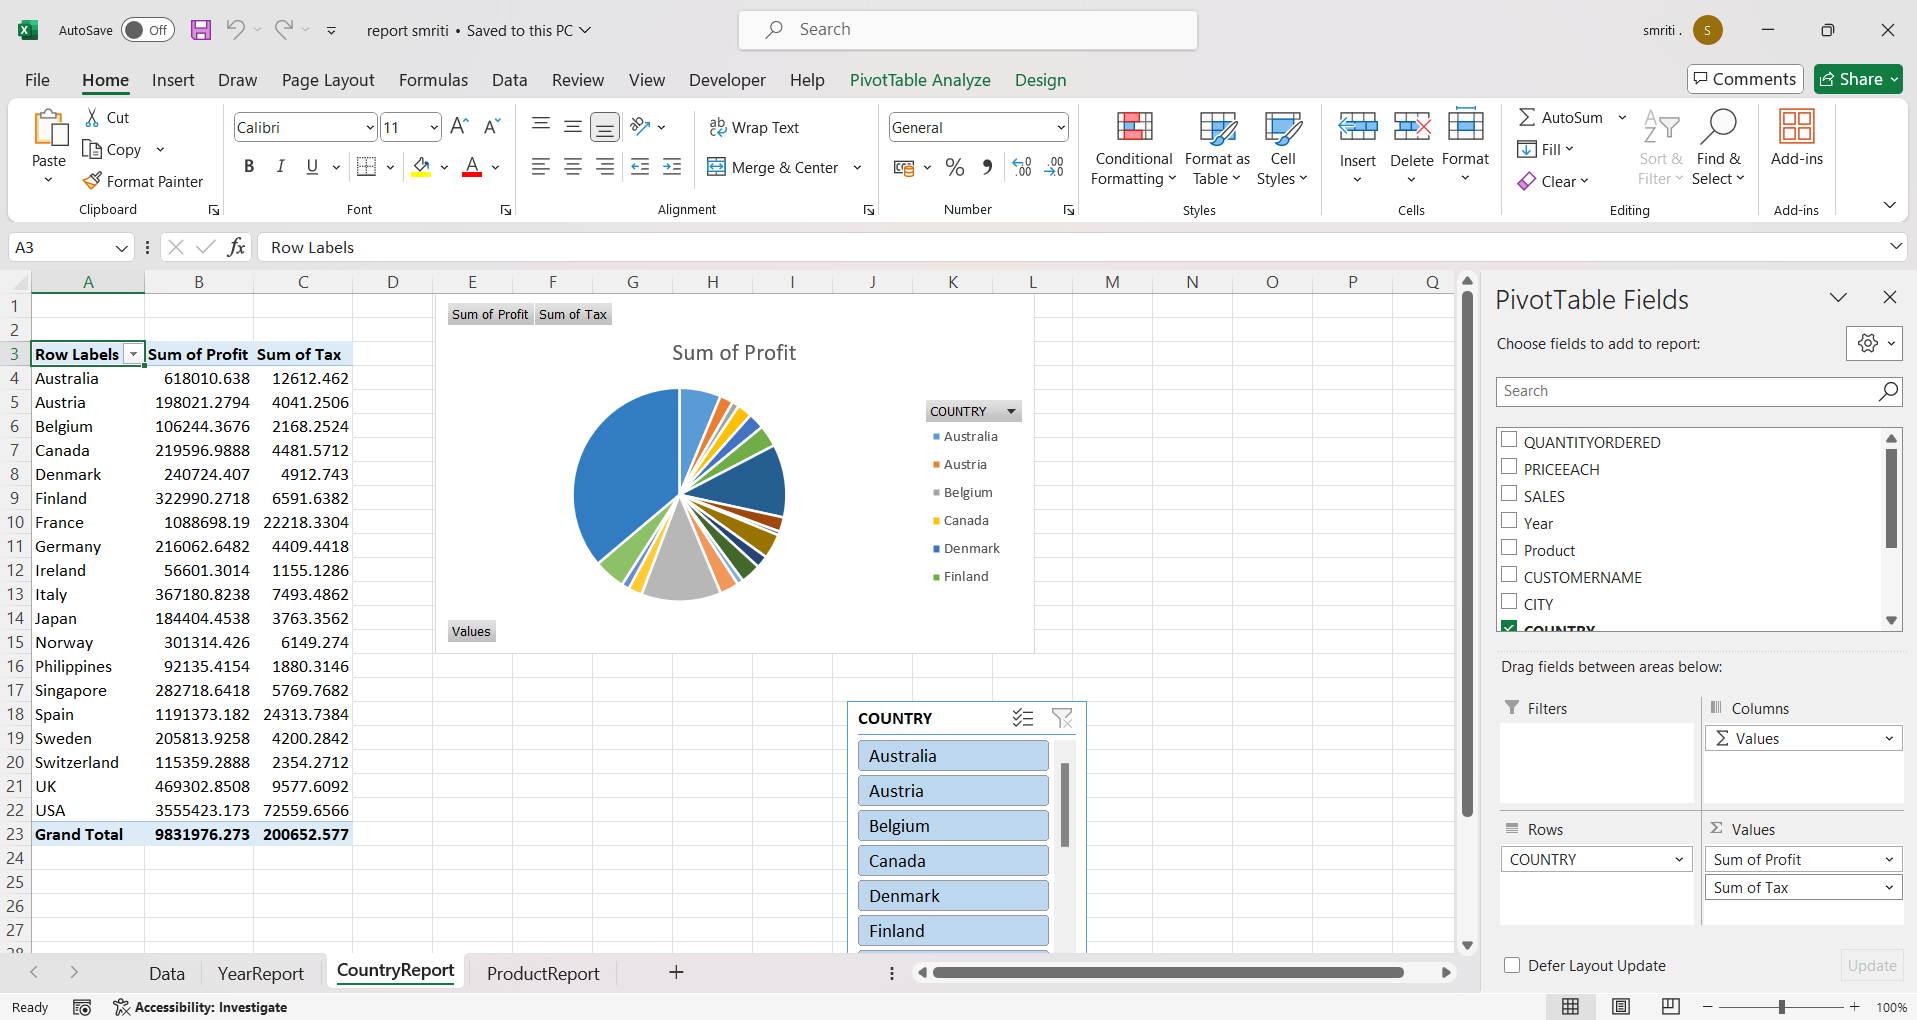 AutoSave Off report smriti • Saved to this PC Search smriti . S
File Home Insert Draw Page Layout Formulas Data Review View Developer Help PivotTable Analyze Design Comments Share
Paste
Cut
Copy
Format Painter
Clipboard
Calibri 11
B I U A
Font
ab Wrap Text
Merge & Center
Alignment
General
Number
Conditional Formatting
Format as Table
Cell Styles
Styles
Insert Delete Format
Cells
AutoSum
Fill
Clear
Sort & Filter
Find & Select
Editing
Add-ins
Add-ins
A3 fx Row Labels
A B C D E F G H I J K L M N O P Q
1
2
3 Row Labels Sum of Profit Sum of Tax
4 Australia 618010.638 12612.462
5 Austria 198021.2794 4041.2506
6 Belgium 106244.3676 2168.2524
7 Canada 219596.9888 4481.5712
8 Denmark 240724.407 4912.743
9 Finland 322990.2718 6591.6382
10 France 1088698.19 22218.3304
11 Germany 216062.6482 4409.4418
12 Ireland 56601.3014 1155.1286
13 Italy 367180.8238 7493.4862
14 Japan 184404.4538 3763.3562
15 Norway 301314.426 6149.274
16 Philippines 92135.4154 1880.3146
17 Singapore 282718.6418 5769.7682
18 Spain 1191373.182 24313.7384
19 Sweden 205813.9258 4200.2842
20 Switzerland 115359.2888 2354.2712
21 UK 469302.8508 9577.6092
22 USA 3555423.173 72559.6566
23 Grand Total 9831976.273 200652.577
24
25
26
27
28
Sum of Profit Sum of Tax
Sum of Profit
COUNTRY
Australia
Austria
Belgium
Canada
Denmark
Finland
Values
COUNTRY
Australia
Austria
Belgium
Canada
Denmark
Finland
PivotTable Fields
Choose fields to add to report:
Search
QUANTITYORDERED
PRICEEACH
SALES
Year
Product
CUSTOMERNAME
CITY
COUNTRY
Drag fields between areas below:
Filters
Columns
Values
Rows
COUNTRY
Values
Sum of Profit
Sum of Tax
Defer Layout Update Update
Data YearReport CountryReport ProductReport
Ready Accessibility: Investigate 100%